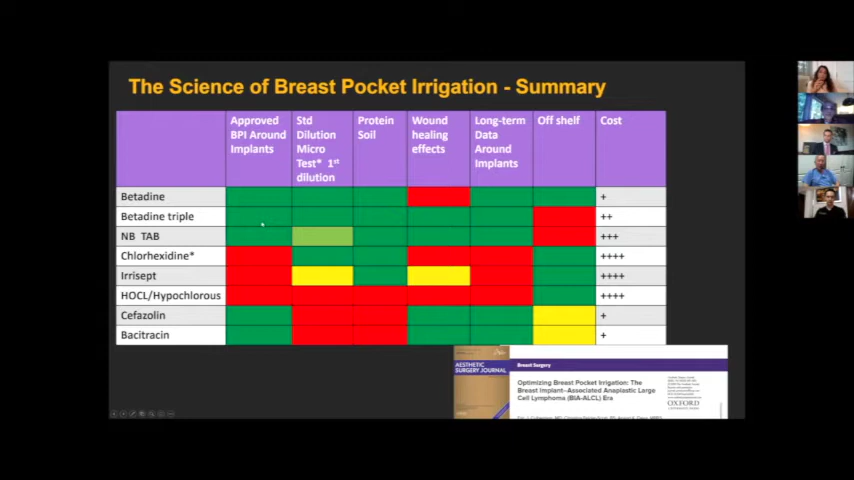 The Science of Breast Pocket Irrigation - Summary
Approved BPI Around Implants
Std Dilution Micro Test* 1st dilution
Protein Soil
Wound healing effects
Long-term Data Around Implants
Off shelf
Cost
Betadine
+
Betadine triple
++
NB TAB
+++
Chlorhexidine*
++++
Irrisept
++++
HOCL/Hypochlorous
++++
Cefazolin
+
Bacitracin
+
AESTHETIC
SURGERY JOURNAL
Breast Surgery
Optimizing Breast Pocket Irrigation: The
Breast Implant–Associated Anaplastic Large
Cell Lymphoma (BIA-ALCL) Era
OXFORD